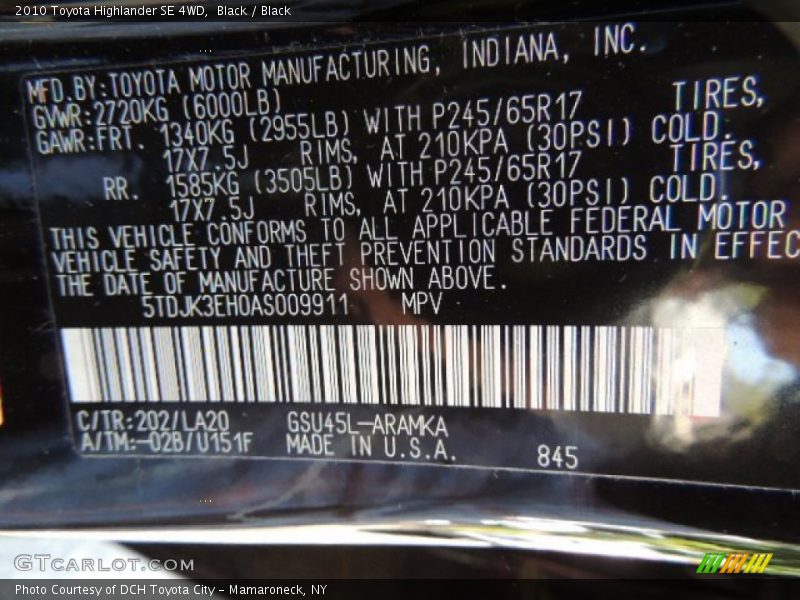 2010 Toyota Highlander SE 4WD, Black / Black
MFD.BY:TOYOTA MOTOR MANUFACTURING, INDIANA, INC.
GVWR:2720KG (6000LB)
GAWR:FRT. 1340KG (2955LB) WITH P245/65R17 TIRES,
17X7.5J RIMS, AT 210KPA (30PSI) COLD.
RR. 1585KG (3505LB) WITH P245/65R17 TIRES,
17X7.5J RIMS, AT 210KPA (30PSI) COLD.
THIS VEHICLE CONFORMS TO ALL APPLICABLE FEDERAL MOTOR
VEHICLE SAFETY AND THEFT PREVENTION STANDARDS IN EFFEC
THE DATE OF MANUFACTURE SHOWN ABOVE.
5TDJK3EH0AS009911 MPV
C/TR:202/LA20 GSU45L-ARAMKA
A/TM:-02B/U151F MADE IN U.S.A. 845
GTCARLOT.COM
Photo Courtesy of DCH Toyota City - Mamaroneck, NY